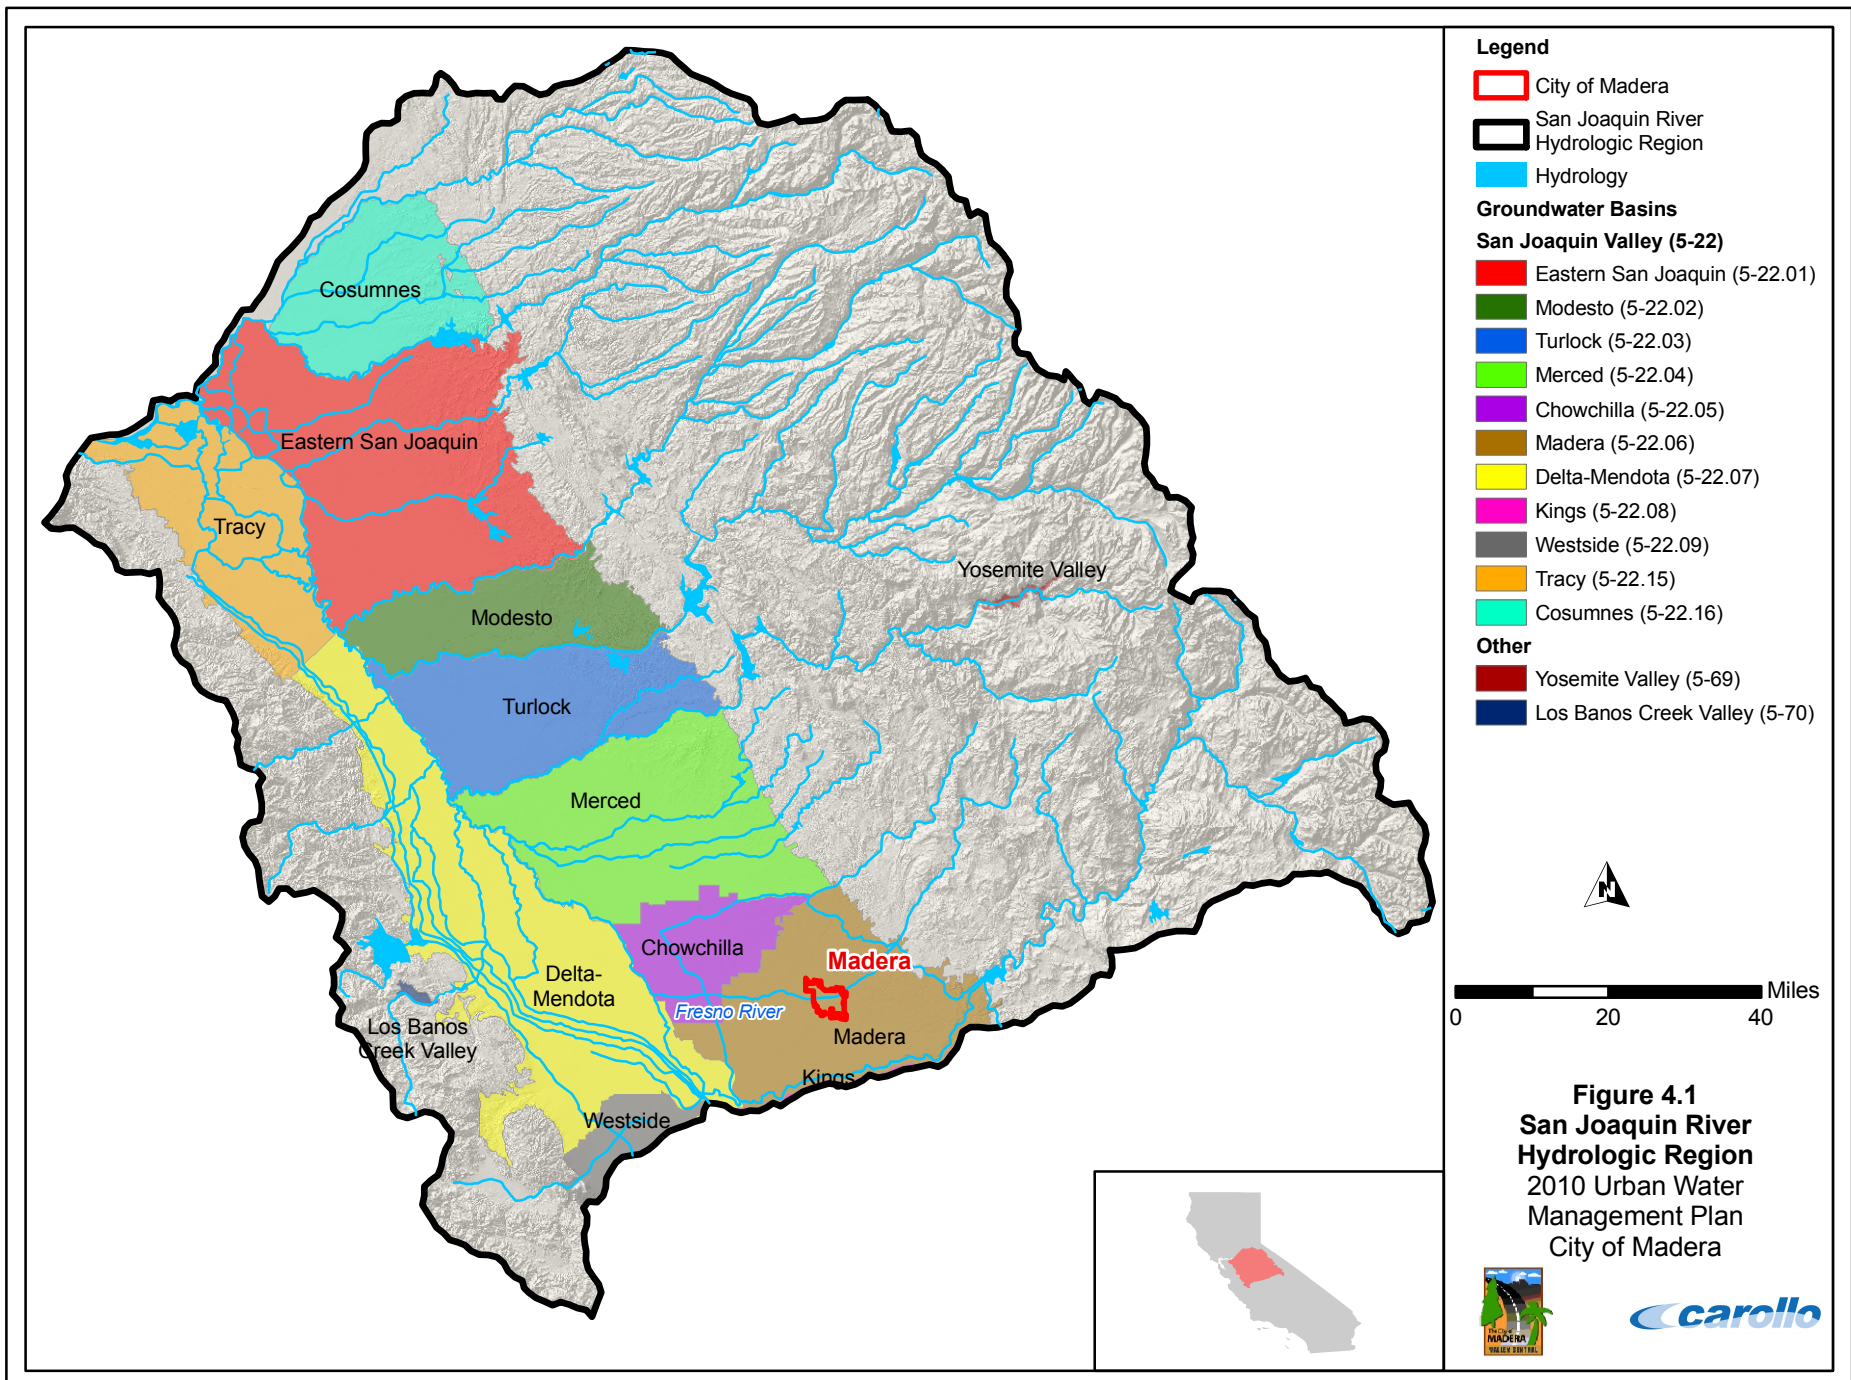 Cosumnes
Eastern San Joaquin
Tracy
Yosemite Valley
Modesto
Turlock
Merced
Chowchilla
Madera
Delta-
Mendota
Fresno River
Los Banos
Creek Valley
Madera
Kings
Westside
Legend
City of Madera
San Joaquin River
Hydrologic Region
Hydrology
Groundwater Basins
San Joaquin Valley (5-22)
Eastern San Joaquin (5-22.01)
Modesto (5-22.02)
Turlock (5-22.03)
Merced (5-22.04)
Chowchilla (5-22.05)
Madera (5-22.06)
Delta-Mendota (5-22.07)
Kings (5-22.08)
Westside (5-22.09)
Tracy (5-22.15)
Cosumnes (5-22.16)
Other
Yosemite Valley (5-69)
Los Banos Creek Valley (5-70)
N
Miles
0 20 40
Figure 4.1
San Joaquin River
Hydrologic Region
2010 Urban Water
Management Plan
City of Madera
The City of
MADERA
VALLEY CENTRAL
carollo